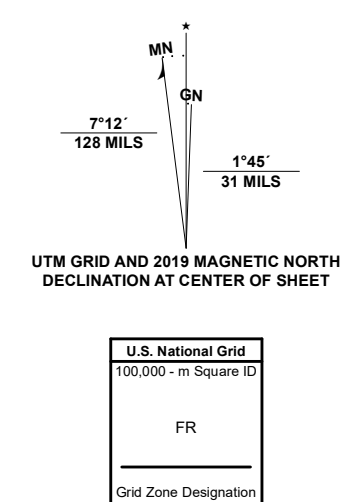 ★
MN
GN
7°12´
128 MILS
1°45´
31 MILS
UTM GRID AND 2019 MAGNETIC NORTH
DECLINATION AT CENTER OF SHEET
U.S. National Grid
100,000 - m Square ID
FR
Grid Zone Designation